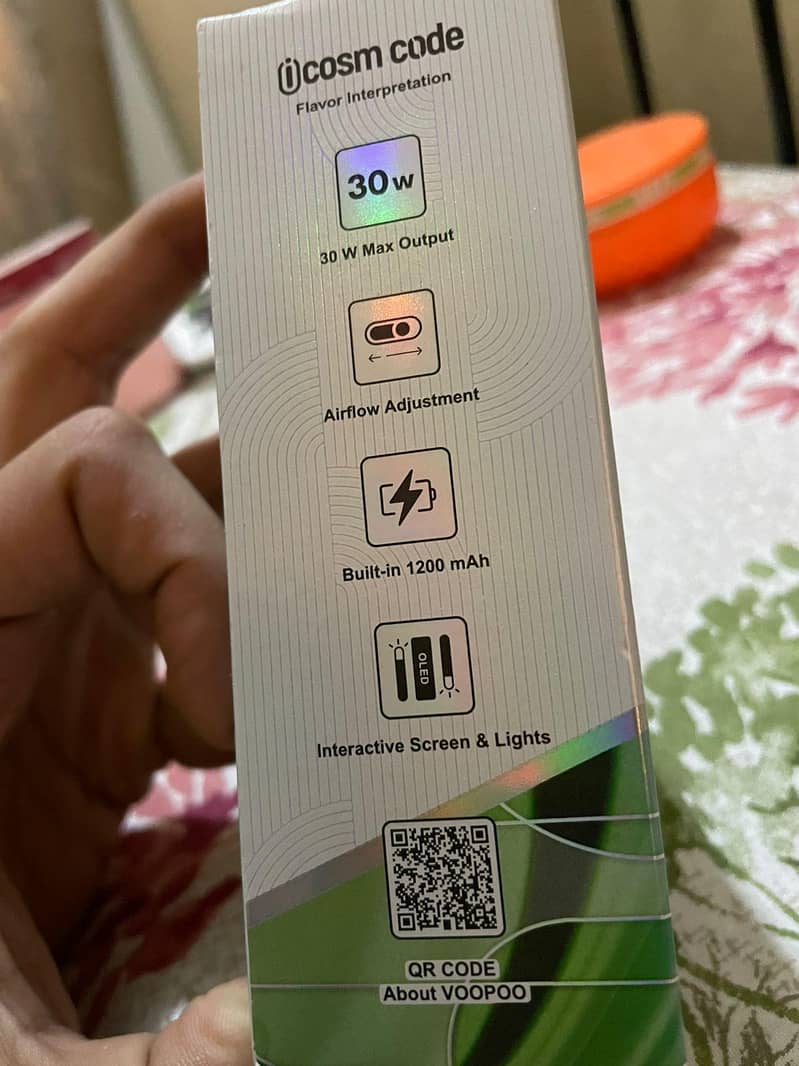 icosm code
Flavor Interpretation
30W
30 W Max Output
Airflow Adjustment
Built-in 1200 mAh
OLED
Interactive Screen & Lights
QR CODE
About VOOPOO